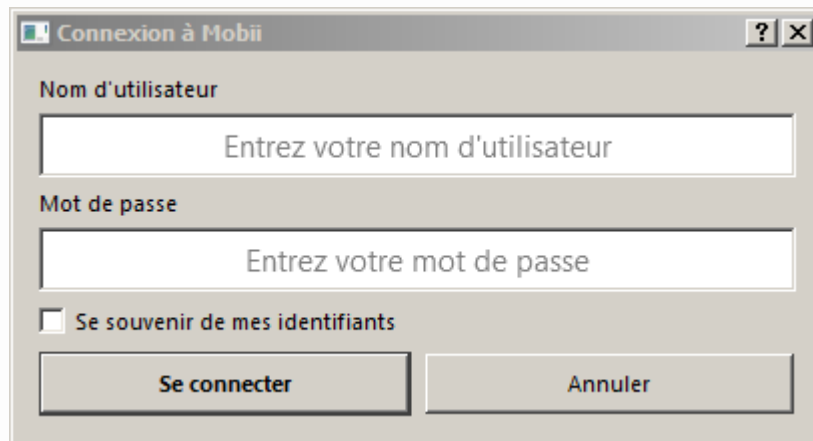 Connexion à Mobii
Nom d'utilisateur
Entrez votre nom d'utilisateur
Mot de passe
Entrez votre mot de passe
Se souvenir de mes identifiants
Se connecter
Annuler